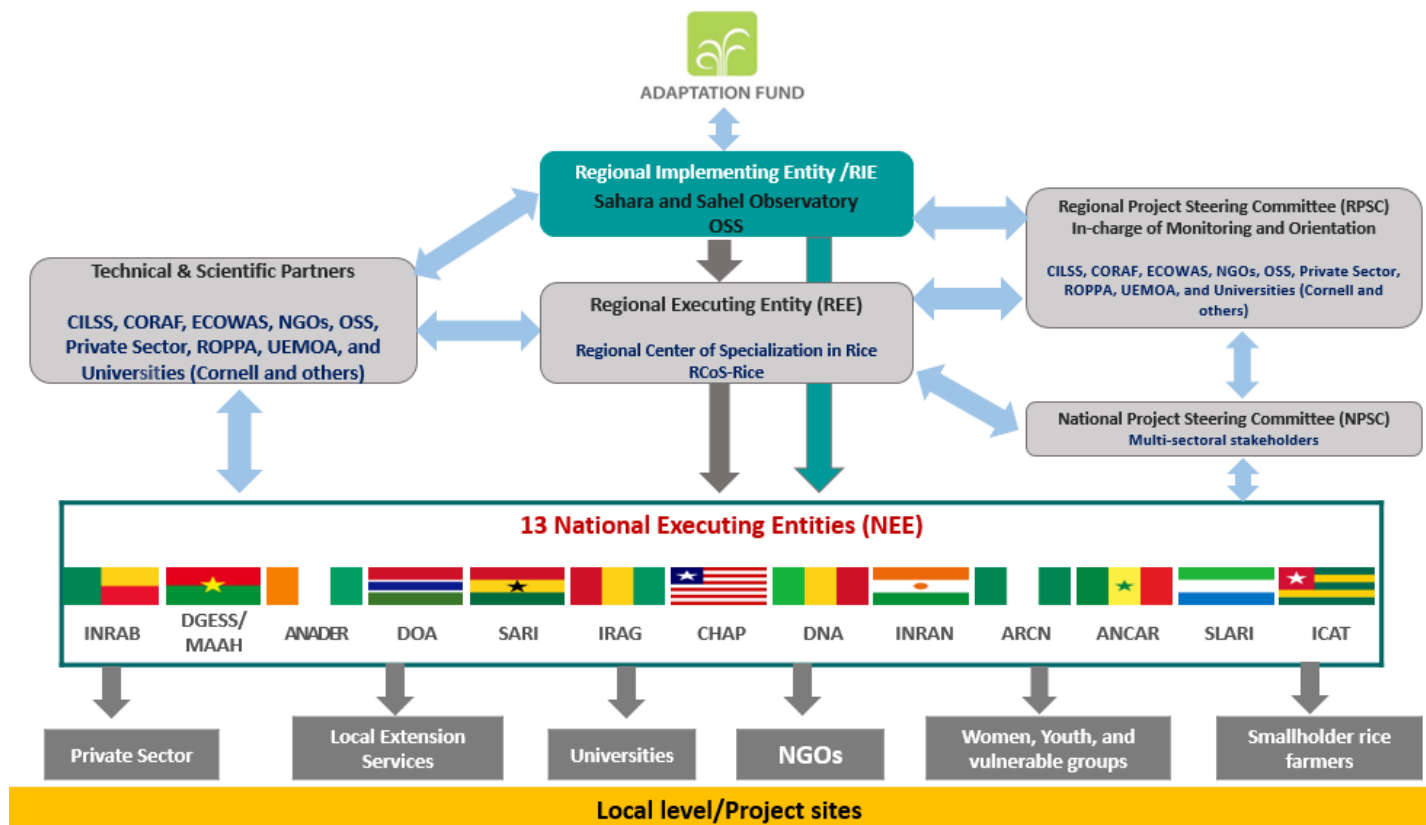 ADAPTATION FUND
Regional Implementing Entity /RIE
Sahara and Sahel Observatory
OSS
Regional Project Steering Committee (RPSC)
In-charge of Monitoring and Orientation
CILSS, CORAF, ECOWAS, NGOs, OSS, Private Sector,
ROPPA, UEMOA, and Universities (Cornell and
others)
Technical & Scientific Partners
CILSS, CORAF, ECOWAS, NGOs, OSS,
Private Sector, ROPPA, UEMOA, and
Universities (Cornell and others)
Regional Executing Entity (REE)
Regional Center of Specialization in Rice
RCoS-Rice
National Project Steering Committee (NPSC)
Multi-sectoral stakeholders
13 National Executing Entities (NEE)
INRAB
DGESS/
MAAH
ANADER
DOA
SARI
IRAG
CHAP
DNA
INRAN
ARCN
ANCAR
SLARI
ICAT
Private Sector
Local Extension
Services
Universities
NGOs
Women, Youth, and
vulnerable groups
Smallholder rice
farmers
Local level/Project sites